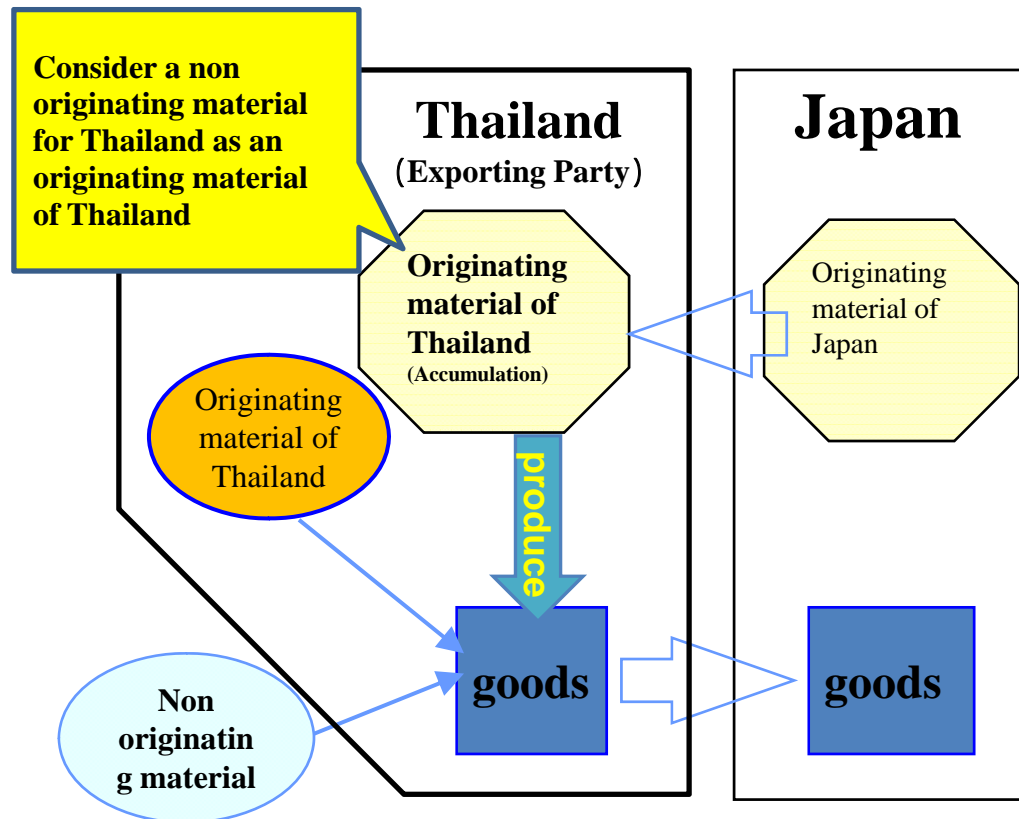 Consider a non
originating material
for Thailand as an
originating material
of Thailand
Thailand
（Exporting Party）
Japan
Originating
material of
Thailand
(Accumulation)
Originating
material of
Japan
Originating
material of
Thailand
produce
Non
originatin
g material
goods
goods